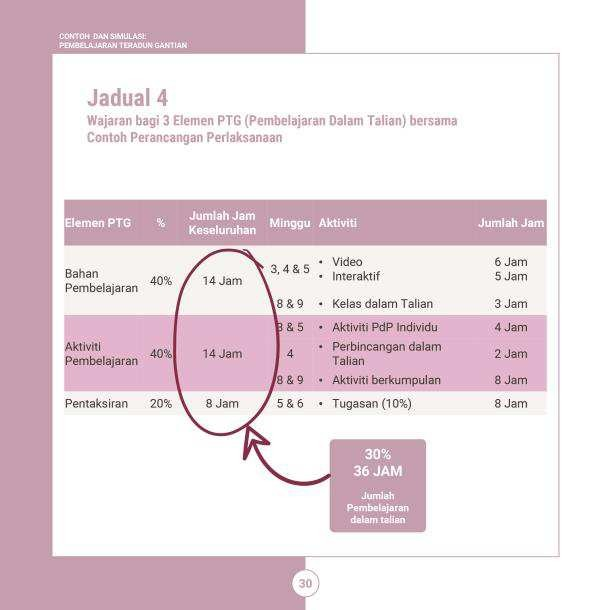 CONTOH DAN SIMULASI:
PEMBELAJARAN TERADUN GANTIAN
Jadual 4
Wajaran bagi 3 Elemen PTG (Pembelajaran Dalam Talian) bersama
Contoh Perancangan Perlaksanaan
Elemen PTG % Jumlah Jam Keseluruhan Minggu Aktiviti Jumlah Jam
Bahan Pembelajaran 40% 14 Jam 3, 4 & 5 • Video 6 Jam
• Interaktif 5 Jam
8 & 9 • Kelas dalam Talian 3 Jam
Aktiviti Pembelajaran 40% 14 Jam 3 & 5 • Aktiviti PdP Individu 4 Jam
4 • Perbincangan dalam Talian 2 Jam
8 & 9 • Aktiviti berkumpulan 8 Jam
Pentaksiran 20% 8 Jam 5 & 6 • Tugasan (10%) 8 Jam
30%
36 JAM
Jumlah
Pembelajaran
dalam talian
30